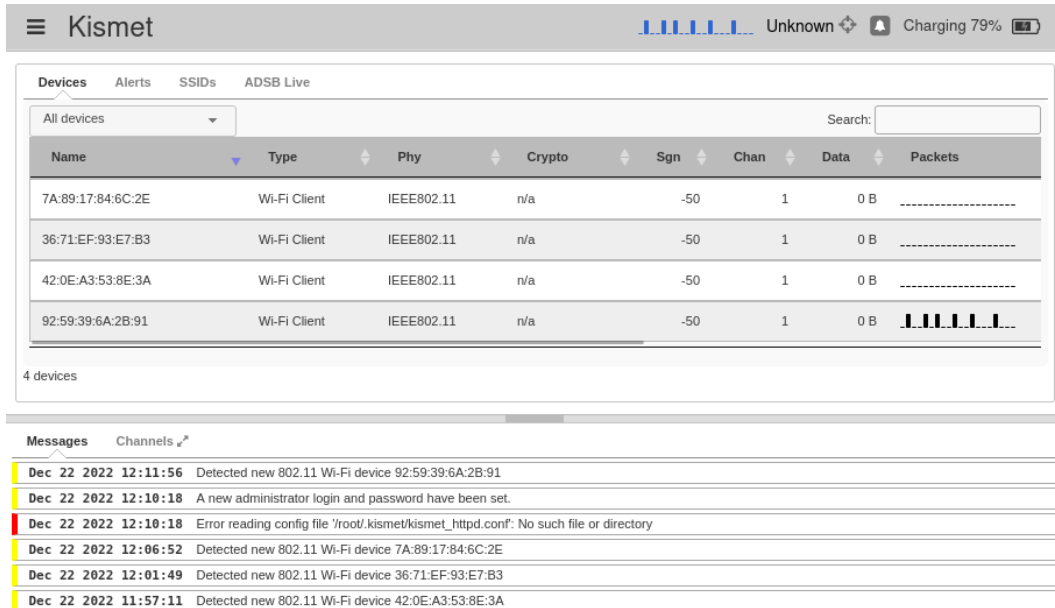 Kismet Unknown Charging 79%
Devices Alerts SSIDs ADSB Live
All devices Search:
Name Type Phy Crypto Sgn Chan Data Packets
7A:89:17:84:6C:2E Wi-Fi Client IEEE802.11 n/a -50 1 0 B
36:71:EF:93:E7:B3 Wi-Fi Client IEEE802.11 n/a -50 1 0 B
42:0E:A3:53:8E:3A Wi-Fi Client IEEE802.11 n/a -50 1 0 B
92:59:39:6A:2B:91 Wi-Fi Client IEEE802.11 n/a -50 1 0 B
4 devices
Messages Channels
Dec 22 2022 12:11:56 Detected new 802.11 Wi-Fi device 92:59:39:6A:2B:91
Dec 22 2022 12:10:18 A new administrator login and password have been set.
Dec 22 2022 12:10:18 Error reading config file '/root/.kismet/kismet_httpd.conf': No such file or directory
Dec 22 2022 12:06:52 Detected new 802.11 Wi-Fi device 7A:89:17:84:6C:2E
Dec 22 2022 12:01:49 Detected new 802.11 Wi-Fi device 36:71:EF:93:E7:B3
Dec 22 2022 11:57:11 Detected new 802.11 Wi-Fi device 42:0E:A3:53:8E:3A